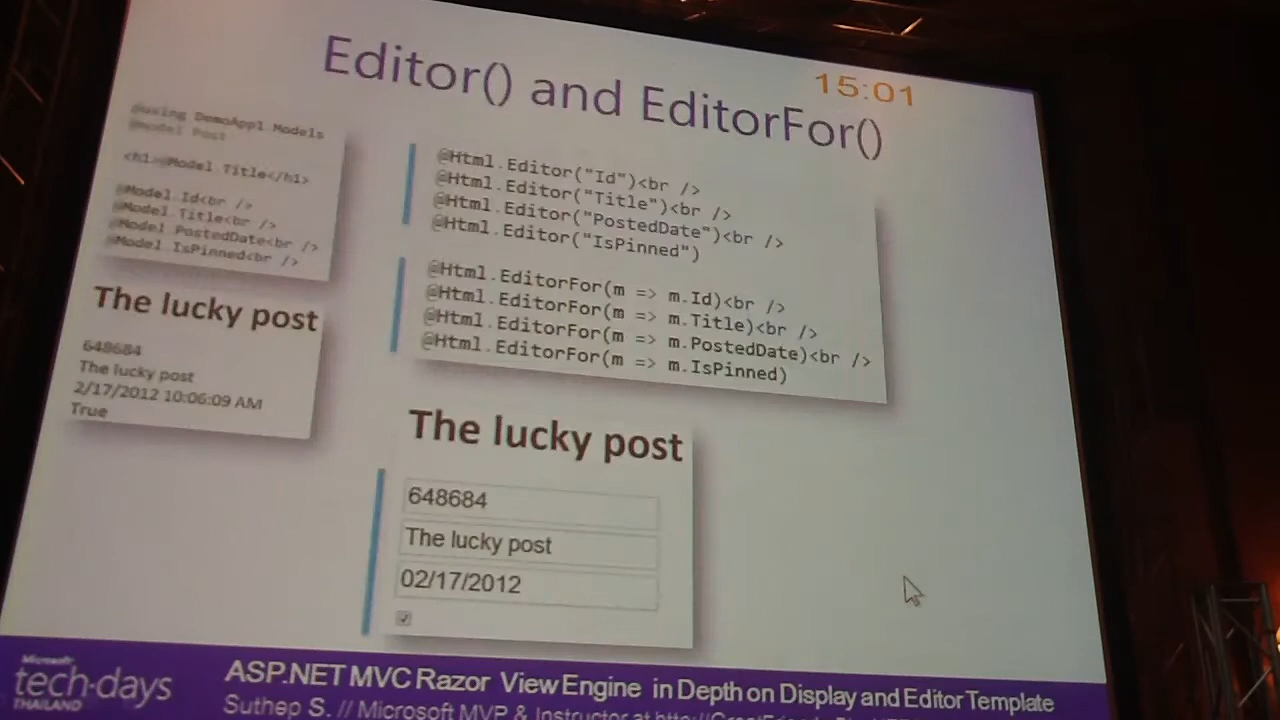 Editor() and EditorFor()
15:01
@using DemoApp1.Models
@model Post
<h1>@Model.Title</h1>
@Model.Id<br />
@Model.Title<br />
@Model.PostedDate<br />
@Model.IsPinned<br />
The lucky post
648684
The lucky post
2/17/2012 10:06:09 AM
True
@Html.Editor("Id")<br />
@Html.Editor("Title")<br />
@Html.Editor("PostedDate")<br />
@Html.Editor("IsPinned")
@Html.EditorFor(m => m.Id)<br />
@Html.EditorFor(m => m.Title)<br />
@Html.EditorFor(m => m.PostedDate)<br />
@Html.EditorFor(m => m.IsPinned)
The lucky post
648684
The lucky post
02/17/2012
Microsoft
tech·days
THAILAND
ASP.NET MVC Razor View Engine in Depth on Display and Editor Template
Suthep S. // Microsoft MVP & Instructor at